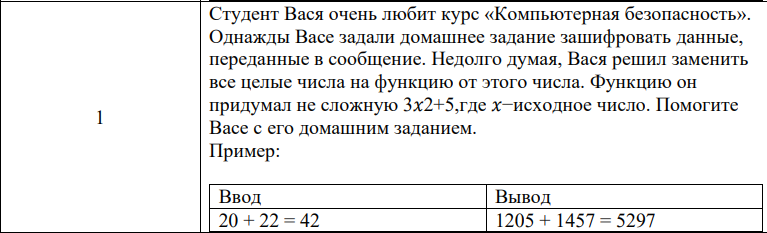 Студент Вася очень любит курс «Компьютерная безопасность».
Однажды Васе задали домашнее задание зашифровать данные,
переданные в сообщение. Недолго думая, Вася решил заменить
все целые числа на функцию от этого числа. Функцию он
придумал не сложную 3𝑥2+5,где 𝑥−исходное число. Помогите
Васе с его домашним заданием.
1
Пример:
Ввод Вывод
20 + 22 = 42 1205 + 1457 = 5297